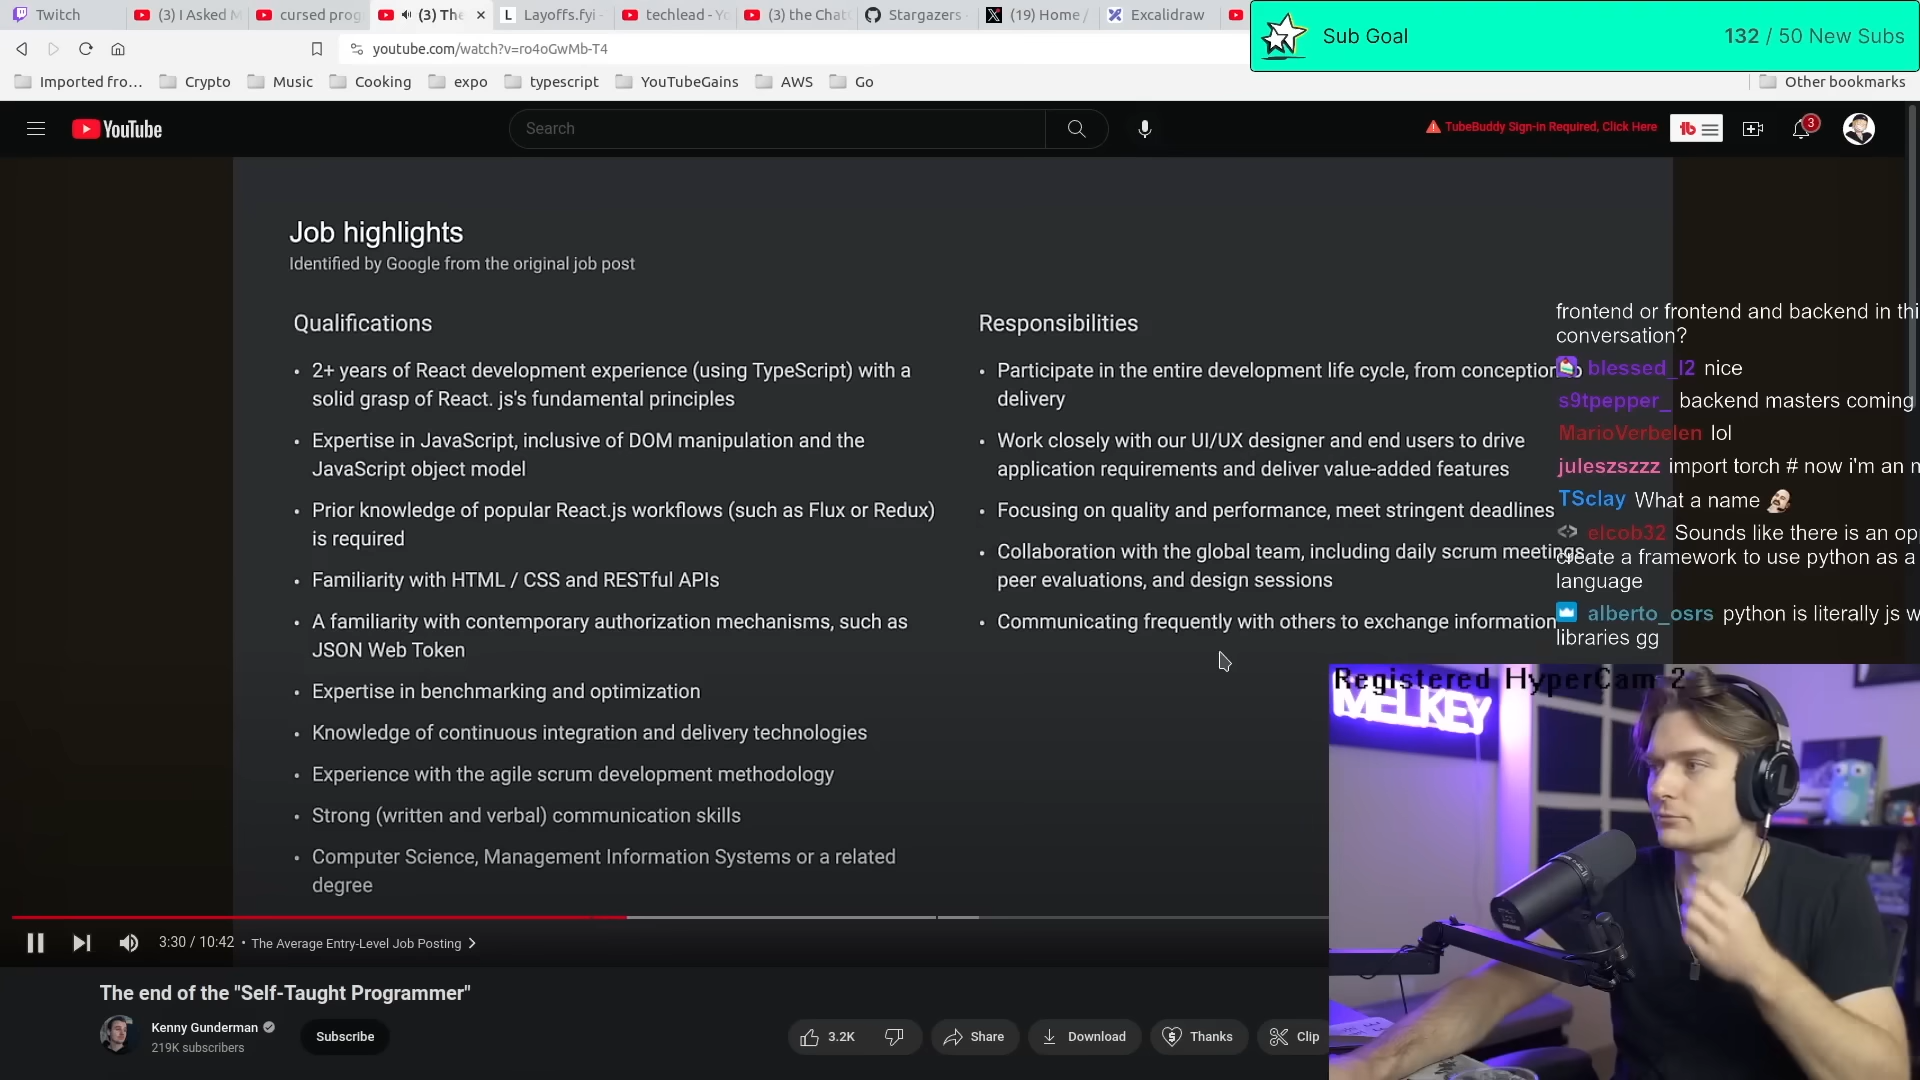 Twitch
(3) I Asked M
cursed prog
(3) The
Layoffs.fyi -
techlead - Yo
(3) the Chat
Stargazers
(19) Home /
Excalidraw
Sub Goal
132 / 50 New Subs
youtube.com/watch?v=ro4oGwMb-T4
Imported fro...
Crypto
Music
Cooking
expo
typescript
YouTubeGains
AWS
Go
Other bookmarks
YouTube
Search
TubeBuddy Sign-In Required, Click Here
tb
3
Job highlights
Identified by Google from the original job post
Qualifications
• 2+ years of React development experience (using TypeScript) with a
solid grasp of React. js's fundamental principles
• Expertise in JavaScript, inclusive of DOM manipulation and the
JavaScript object model
• Prior knowledge of popular React.js workflows (such as Flux or Redux)
is required
• Familiarity with HTML / CSS and RESTful APIs
• A familiarity with contemporary authorization mechanisms, such as
JSON Web Token
• Expertise in benchmarking and optimization
• Knowledge of continuous integration and delivery technologies
• Experience with the agile scrum development methodology
• Strong (written and verbal) communication skills
• Computer Science, Management Information Systems or a related
degree
Responsibilities
• Participate in the entire development life cycle, from conception
delivery
• Work closely with our UI/UX designer and end users to drive
application requirements and deliver value-added features
• Focusing on quality and performance, meet stringent deadlines
• Collaboration with the global team, including daily scrum meetings,
peer evaluations, and design sessions
• Communicating frequently with others to exchange information
frontend or frontend and backend in thi
conversation?
blessed_l2 nice
s9tpepper_ backend masters coming
MarioVerbelen lol
juleszszzz import torch # now i'm an
TSclay What a name
elcob32 Sounds like there is an op
create a framework to use python as a
language
alberto_osrs python is literally js w
libraries gg
Registered HyperCam 2
MELKEY
3:30 / 10:42 • The Average Entry-Level Job Posting
The end of the "Self-Taught Programmer"
Kenny Gunderman
219K subscribers
Subscribe
3.2K
Share
Download
Thanks
Clip